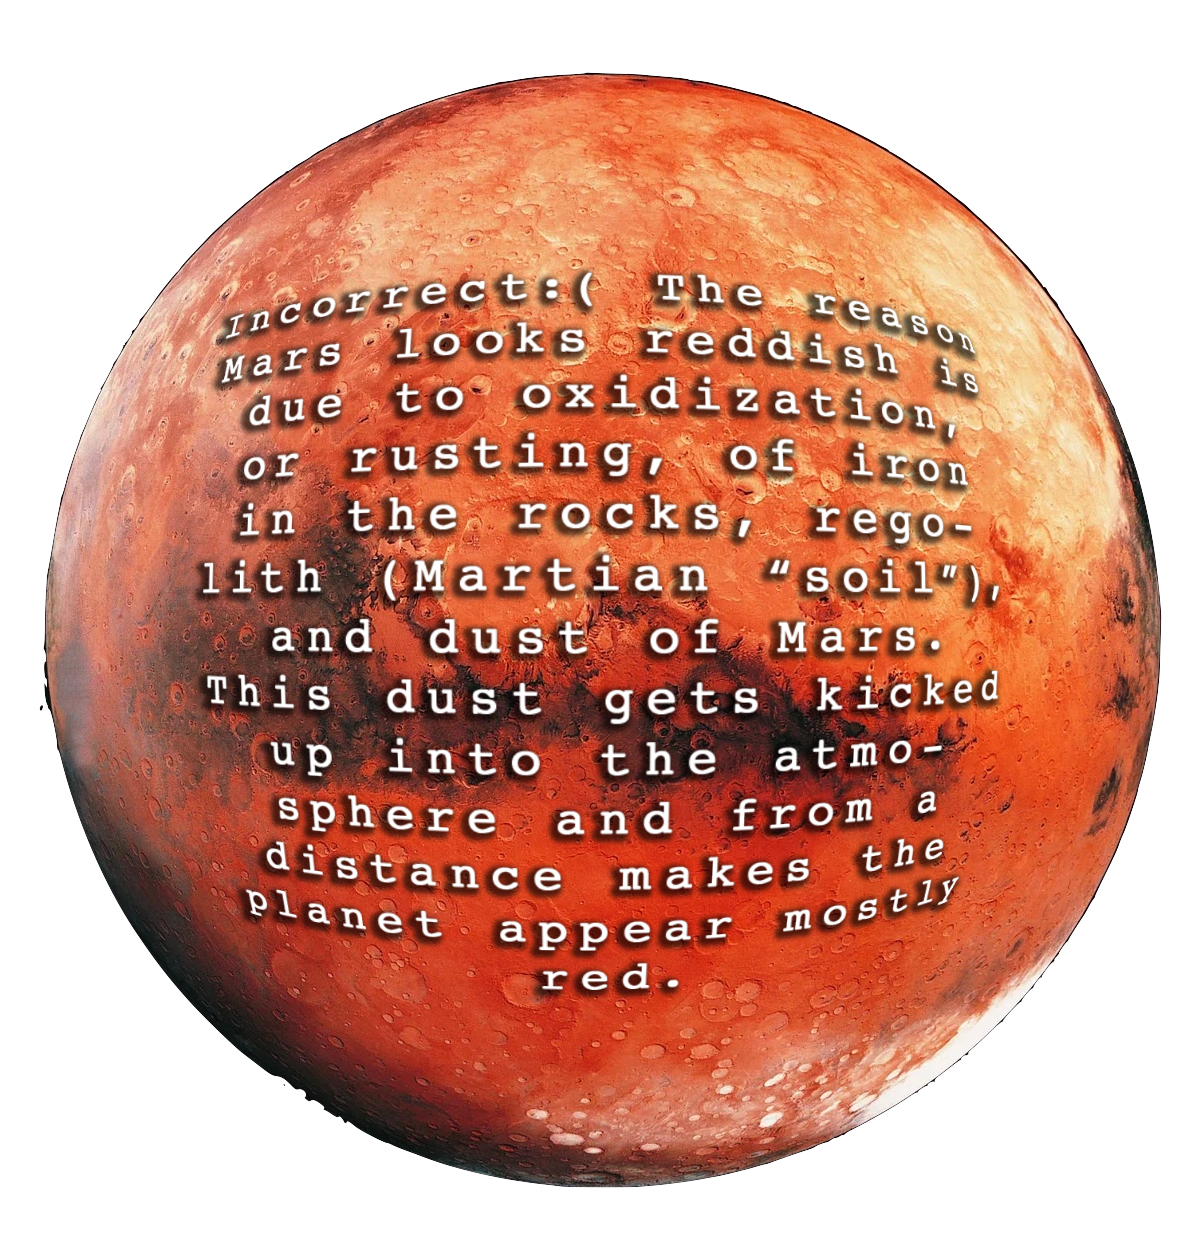 Incorrect:( The reason
Mars looks reddish is
due to oxidization,
or rusting, of iron
in the rocks, rego-
lith (Martian “soil”),
and dust of Mars.
This dust gets kicked
up into the atmo-
sphere and from a
distance makes the
planet appear mostly
red.